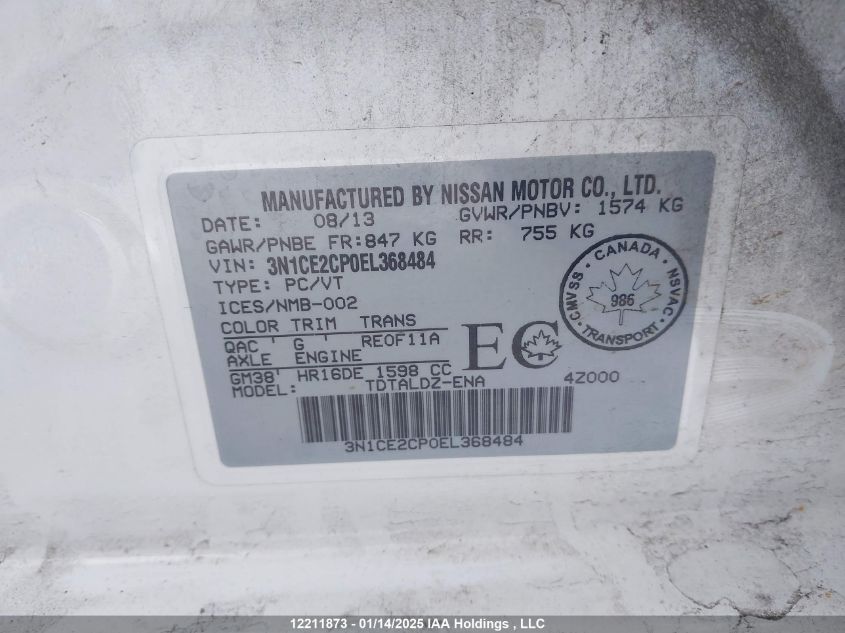 MANUFACTURED BY NISSAN MOTOR CO., LTD.
DATE: 08/13 GVWR/PNBV: 1574 KG
GAWR/PNBE FR:847 KG RR: 755 KG
VIN: 3N1CE2CP0EL368484
TYPE: PC/VT
ICES/NMB-002
COLOR TRIM TRANS
QAC ' G ' RE0F11A
AXLE ENGINE
GM38' HR16DE 1598 CC
MODEL: TDTALDZ-ENA 4Z000
EC
CANADA
CMVSS 986 NSVAC
TRANSPORT
3N1CE2CP0EL368484
12211873 - 01/14/2025 IAA Holdings , LLC